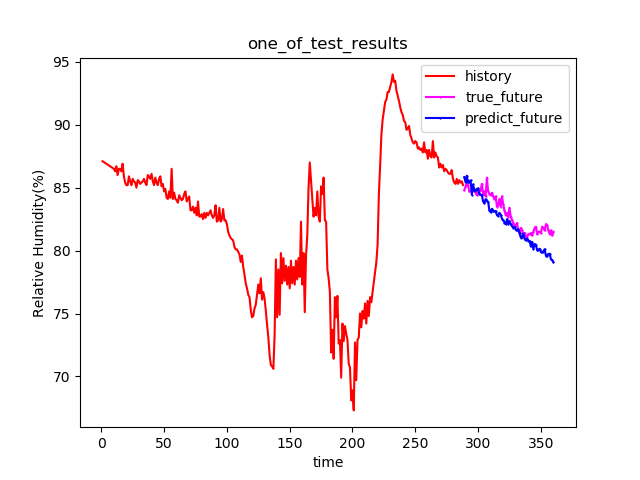 one_of_test_results
95
90
85
80
75
70
Relative Humidity(%)
0
50
100
150
200
250
300
350
time
history
true_future
predict_future